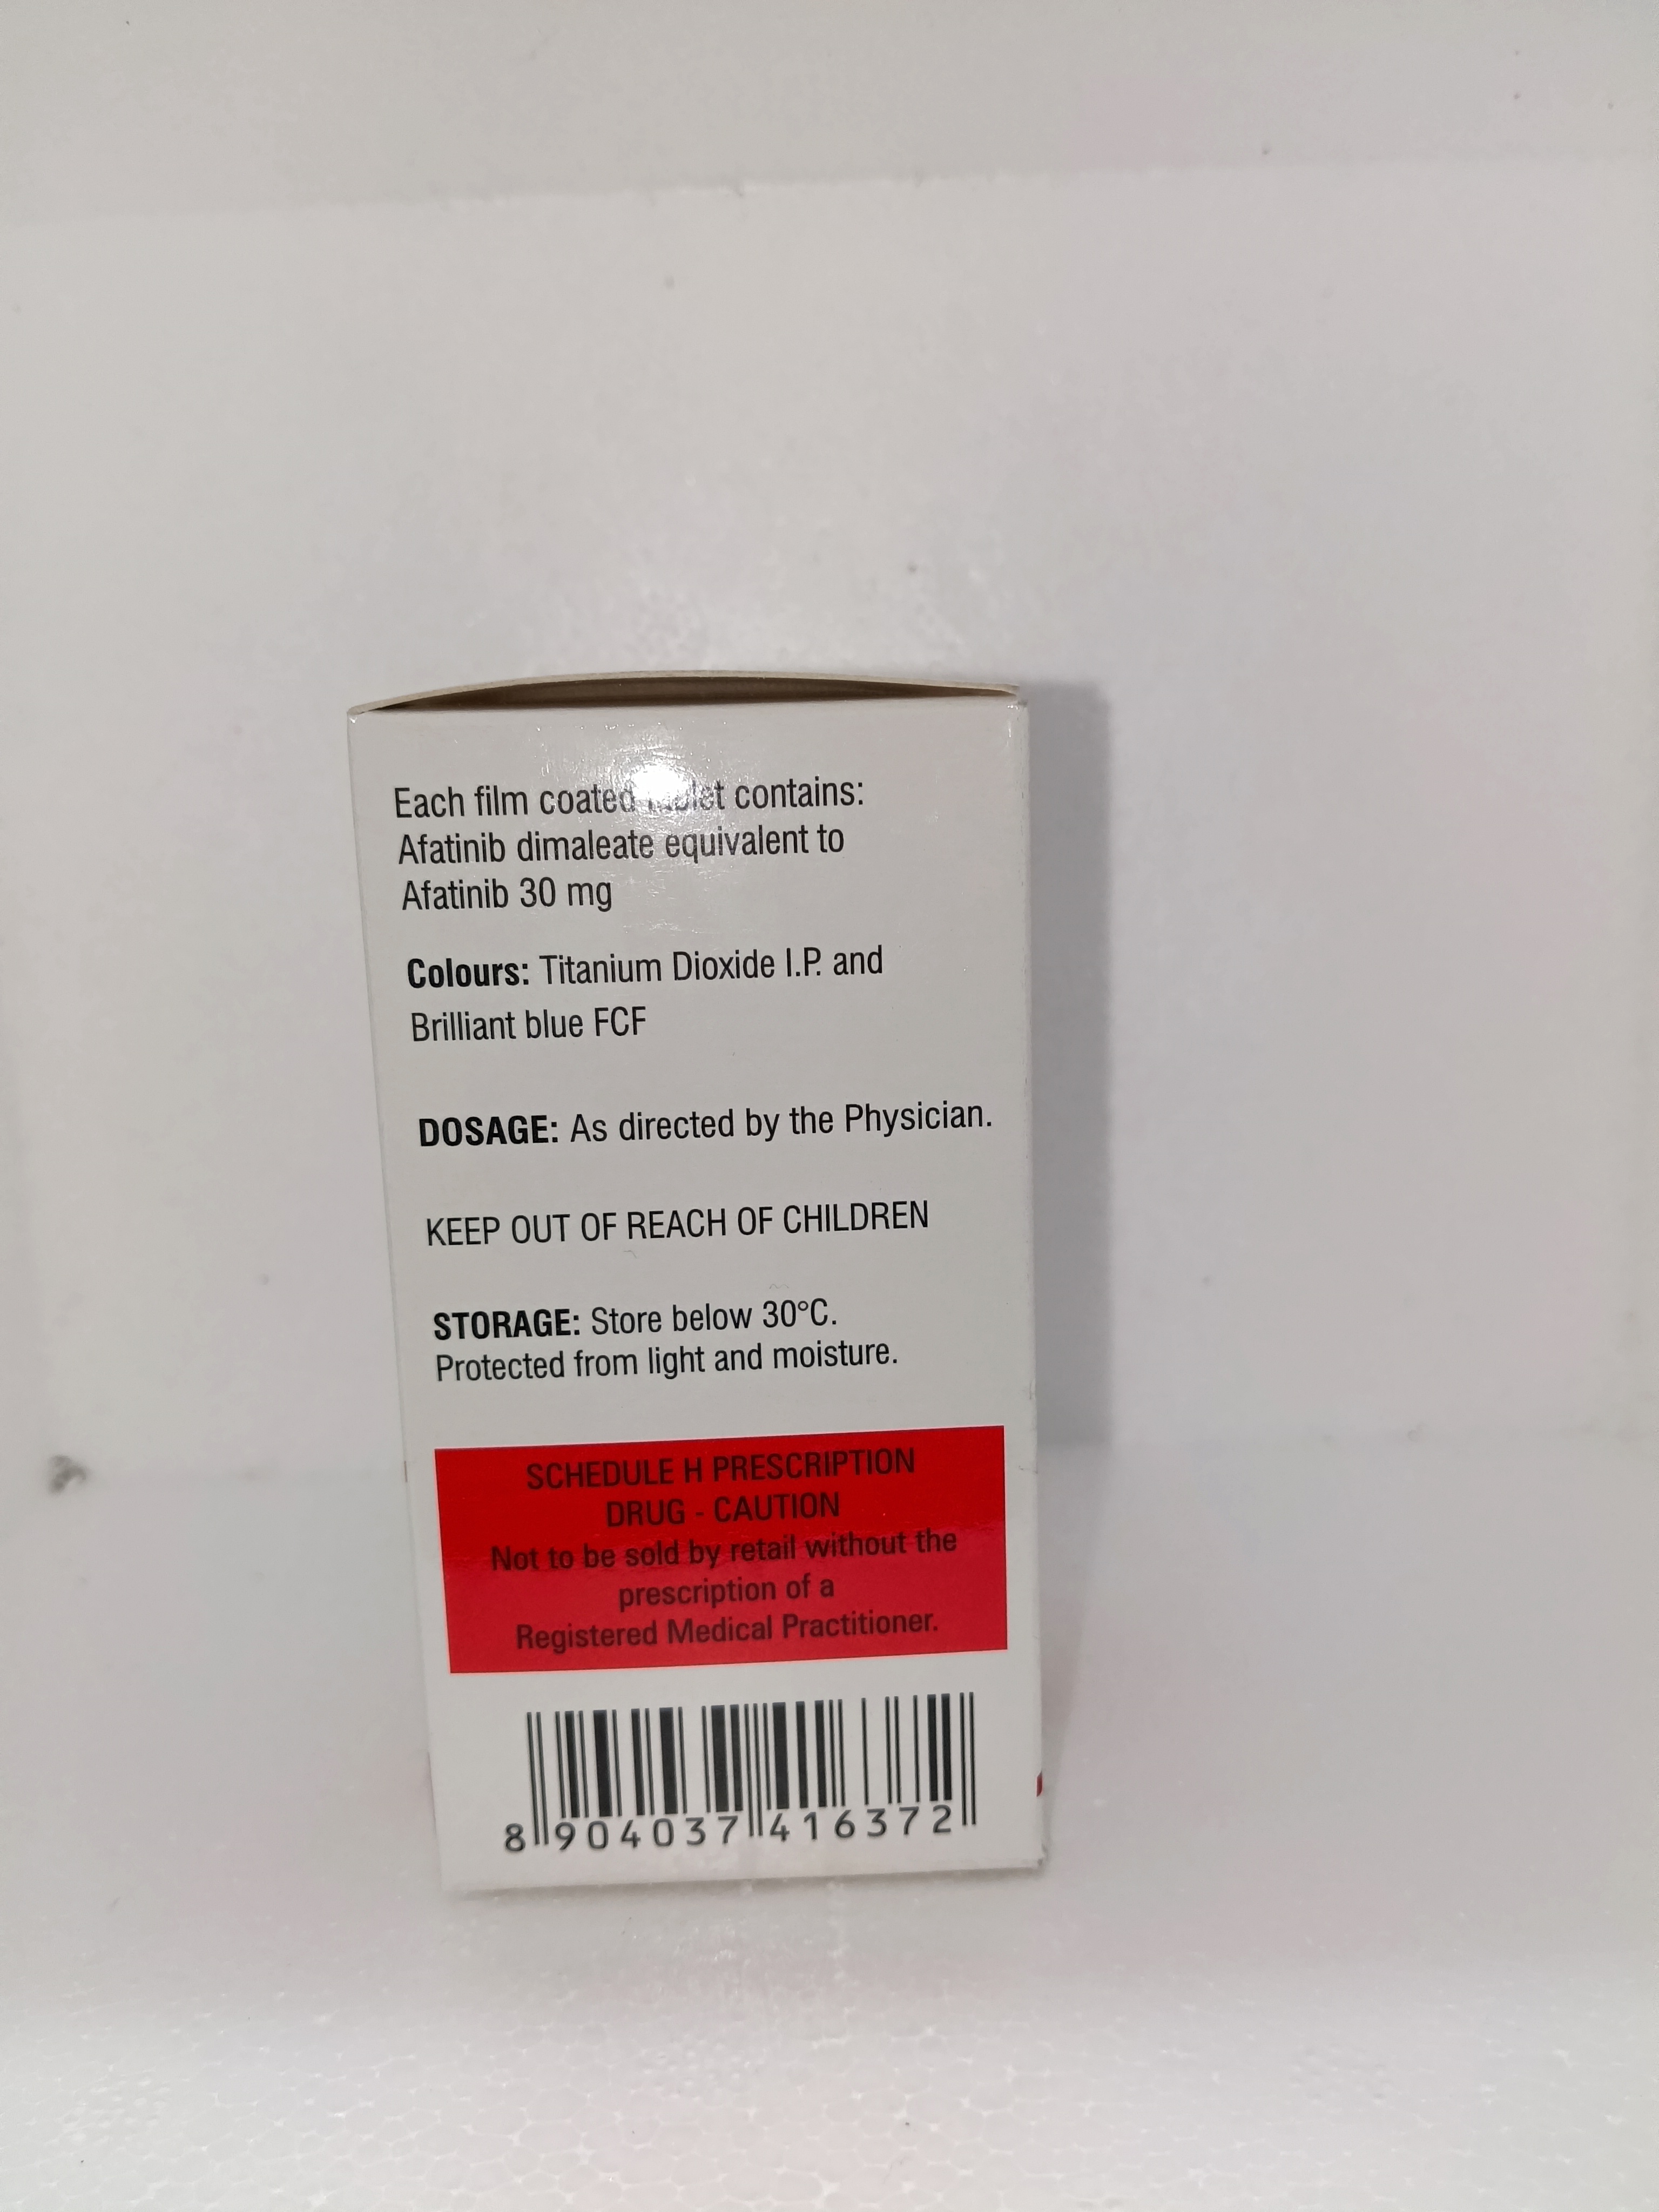 Each film coated tablet contains:
Afatinib dimaleate equivalent to
Afatinib 30 mg
Colours: Titanium Dioxide I.P. and
Brilliant blue FCF
DOSAGE: As directed by the Physician.
KEEP OUT OF REACH OF CHILDREN
STORAGE: Store below 30°C.
Protected from light and moisture.
SCHEDULE H PRESCRIPTION
DRUG - CAUTION
Not to be sold by retail without the
prescription of a
Registered Medical Practitioner.
8 904037 416372